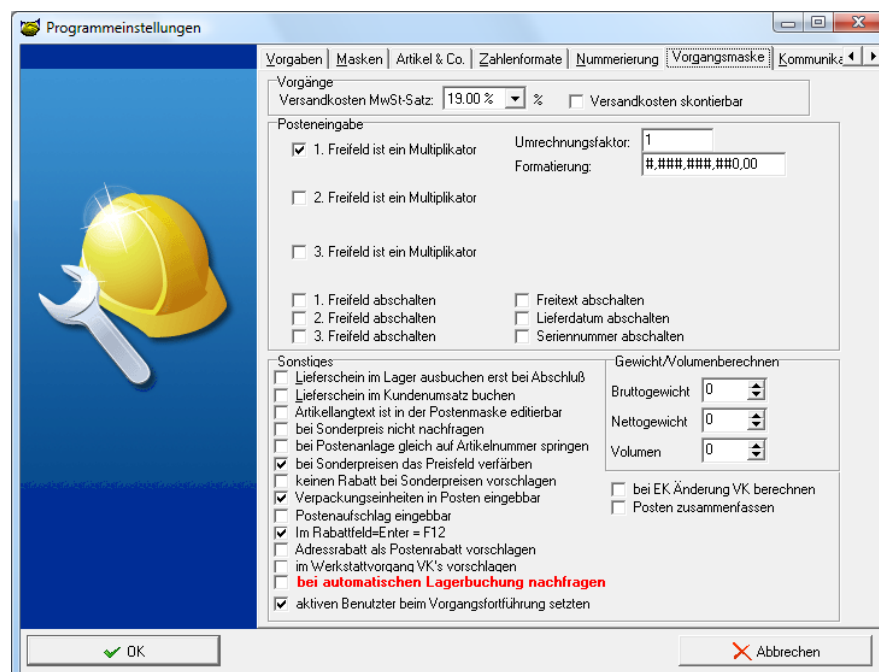 Programmeinstellungen
Vorgaben Masken Artikel & Co. Zahlenformate Nummerierung Vorgangsmaske Kommunika
Vorgänge
Versandkosten MwSt-Satz: 19.00 % % Versandkosten skontierbar
Posteneingabe
1. Freifeld ist ein Multiplikator Umrechnungsfaktor: 1
Formatierung: #,###,###,##0,00
2. Freifeld ist ein Multiplikator
3. Freifeld ist ein Multiplikator
1. Freifeld abschalten Freitext abschalten
2. Freifeld abschalten Lieferdatum abschalten
3. Freifeld abschalten Seriennummer abschalten
Sonstiges
Lieferschein im Lager ausbuchen erst bei Abschluß
Lieferschein im Kundenumsatz buchen
Artikellangtext ist in der Postenmaske editierbar
bei Sonderpreis nicht nachfragen
bei Postenanlage gleich auf Artikelnummer springen
bei Sonderpreisen das Preisfeld verfärben
keinen Rabatt bei Sonderpreisen vorschlagen
Verpackungseinheiten in Posten eingebbar
Postenaufschlag eingebbar
Im Rabattfeld=Enter = F12
Adressrabatt als Postenrabatt vorschlagen
im Werkstattvorgang VK's vorschlagen
bei automatischen Lagerbuchung nachfragen
aktiven Benutzter beim Vorgangsfortführung setzten
Gewicht/Volumenberechnen
Bruttogewicht 0
Nettogewicht 0
Volumen 0
bei EK Änderung VK berechnen
Posten zusammenfassen
OK Abbrechen